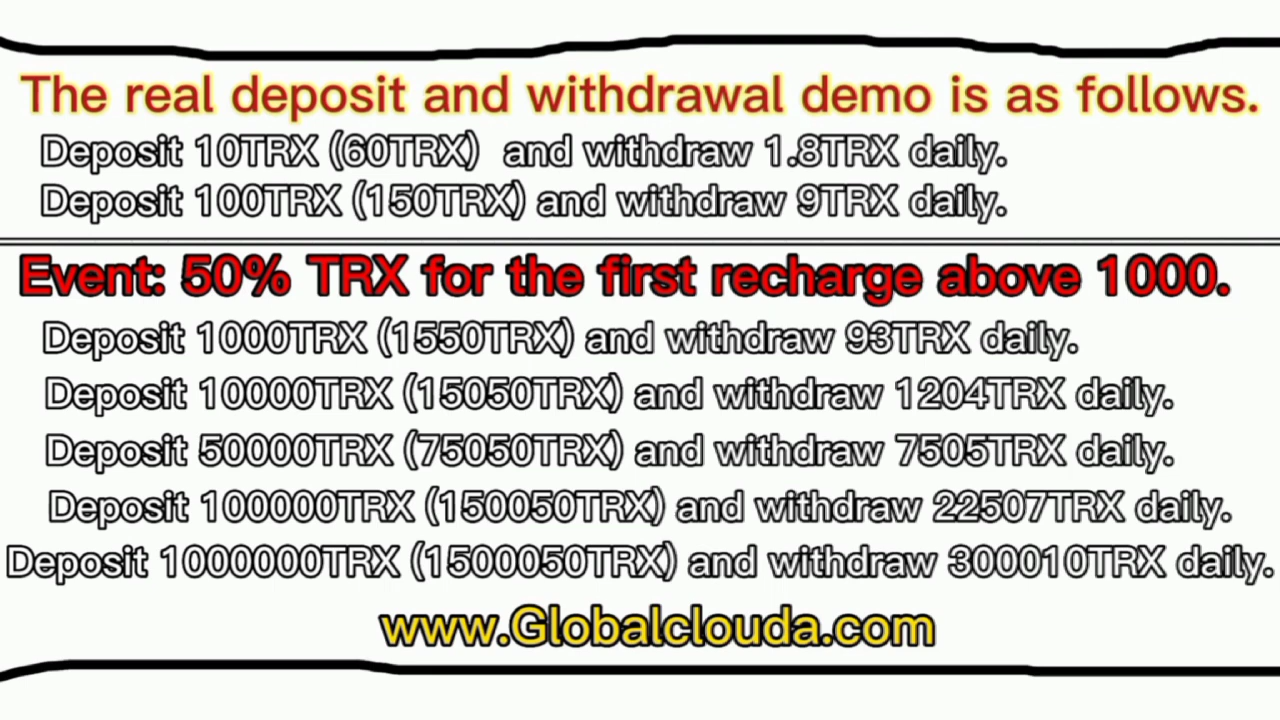 The real deposit and withdrawal demo is as follows.
Deposit 10TRX (60TRX) and withdraw 1.8TRX daily.
Deposit 100TRX (150TRX) and withdraw 9TRX daily.
Event: 50% TRX for the first recharge above 1000.
Deposit 1000TRX (1550TRX) and withdraw 93TRX daily.
Deposit 10000TRX (15050TRX) and withdraw 1204TRX daily.
Deposit 50000TRX (75050TRX) and withdraw 7505TRX daily.
Deposit 100000TRX (150050TRX) and withdraw 22507TRX daily.
Deposit 1000000TRX (1500050TRX) and withdraw 300010TRX daily.
www.Globalclouda.com